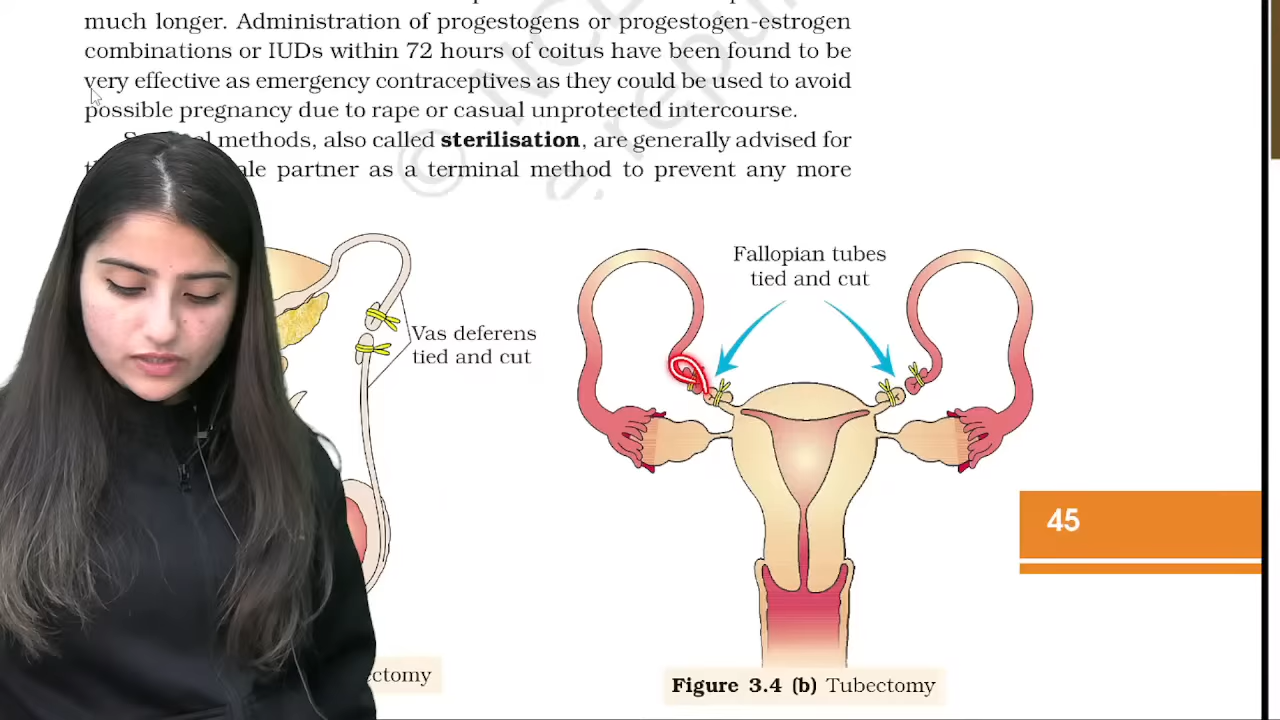 much longer. Administration of progestogens or progestogen-estrogen
combinations or IUDs within 72 hours of coitus have been found to be
very effective as emergency contraceptives as they could be used to avoid
possible pregnancy due to rape or casual unprotected intercourse.
methods, also called sterilisation, are generally advised for
partner as a terminal method to prevent any more
Fallopian tubes
tied and cut
Vas deferens
tied and cut
45
ectomy
Figure 3.4 (b) Tubectomy